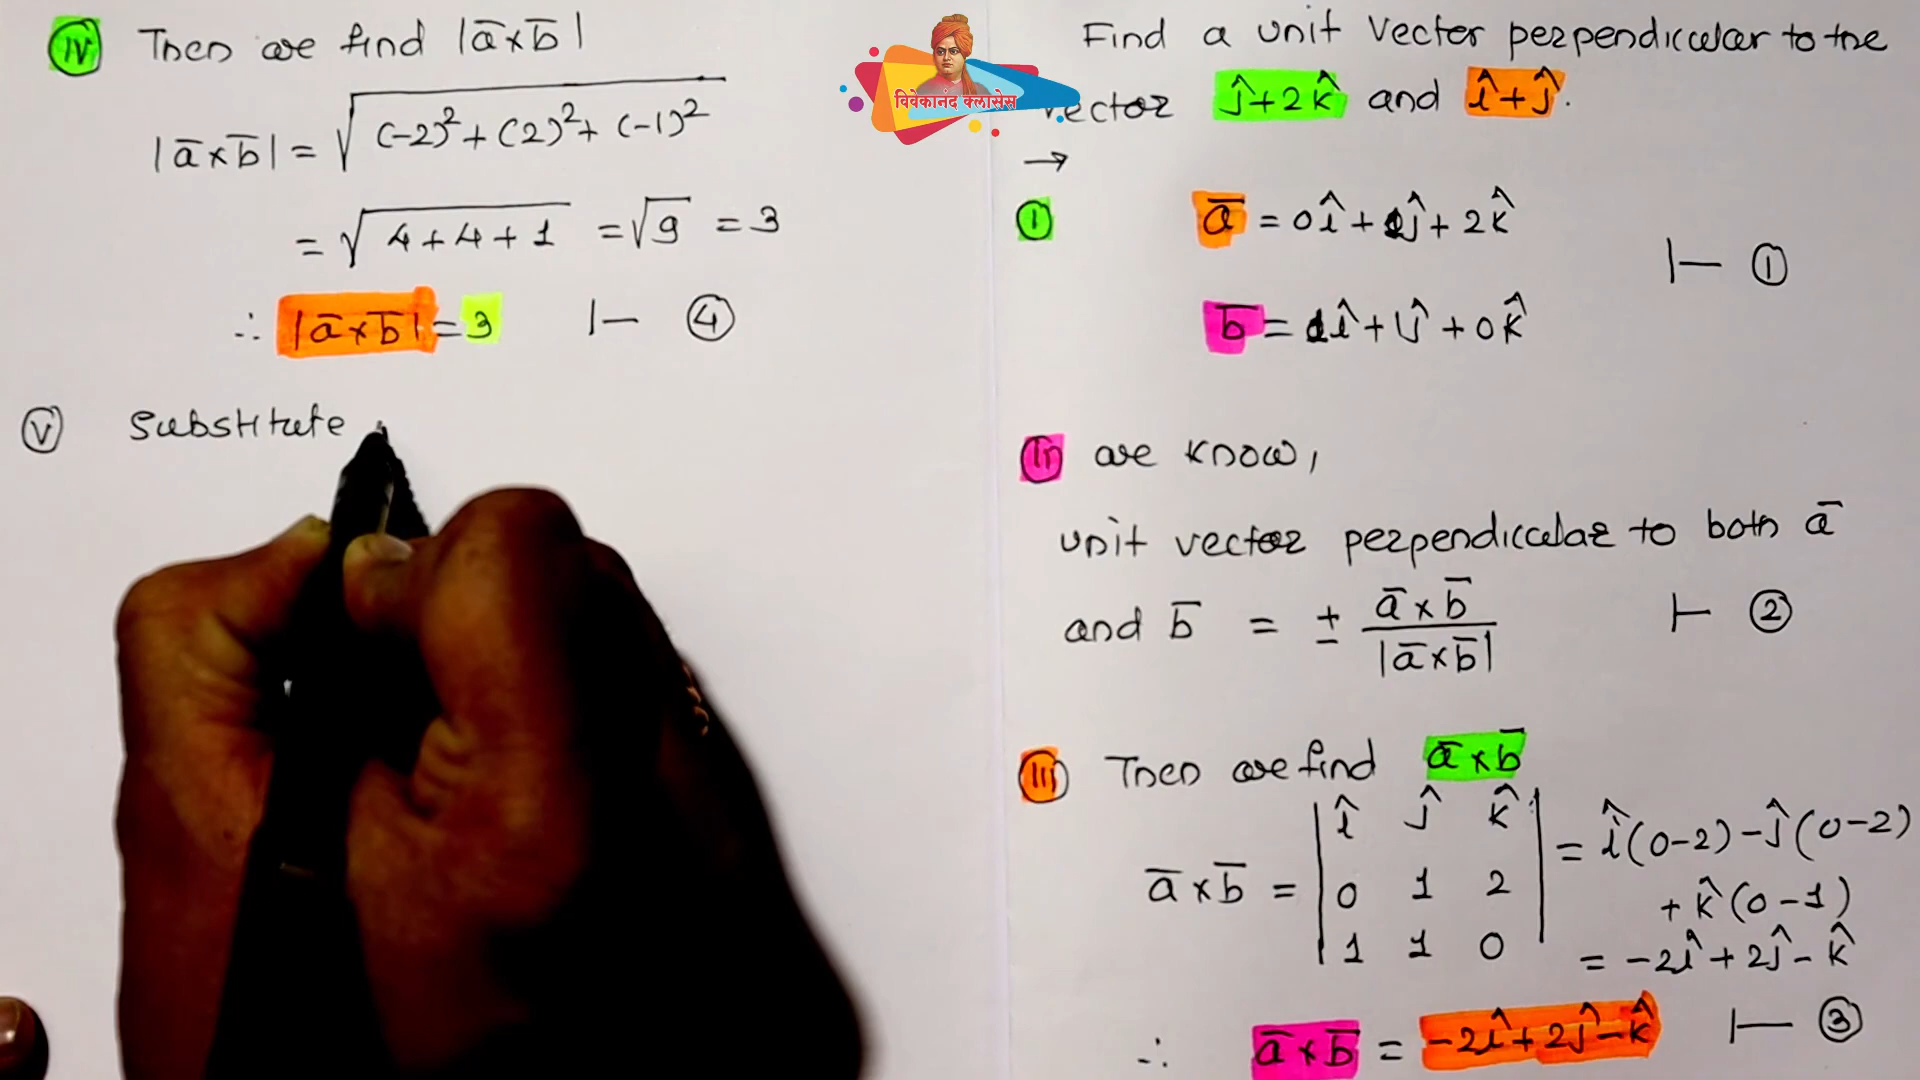 Find a unit vector perpendicular to the
vector ĵ+2k̂ and î+ĵ.
→
(i) a̅ = 0î + 1ĵ + 2k̂
⊢ ①
b̅ = 1î + 1ĵ + 0k̂
(ii) we know,
unit vector perpendicular to both a̅
and b̅ = ± a̅×b̅ / |a̅×b̅| ⊢ ②
(iii) Then we find a̅×b̅
a̅×b̅ = | î ĵ k̂ | = î(0-2) - ĵ(0-2)
| 0 1 2 | + k̂(0-1)
| 1 1 0 | = -2î + 2ĵ - k̂
∴ a̅×b̅ = -2î + 2ĵ - k̂ ⊢ ③
(iv) Then we find |a̅×b̅|
|a̅×b̅| = √((-2)² + (2)² + (-1)²)
= √(4+4+1) = √9 = 3
∴ |a̅×b̅| = 3 ⊢ ④
(v) Substitute
विवेकानंद क्लासेस